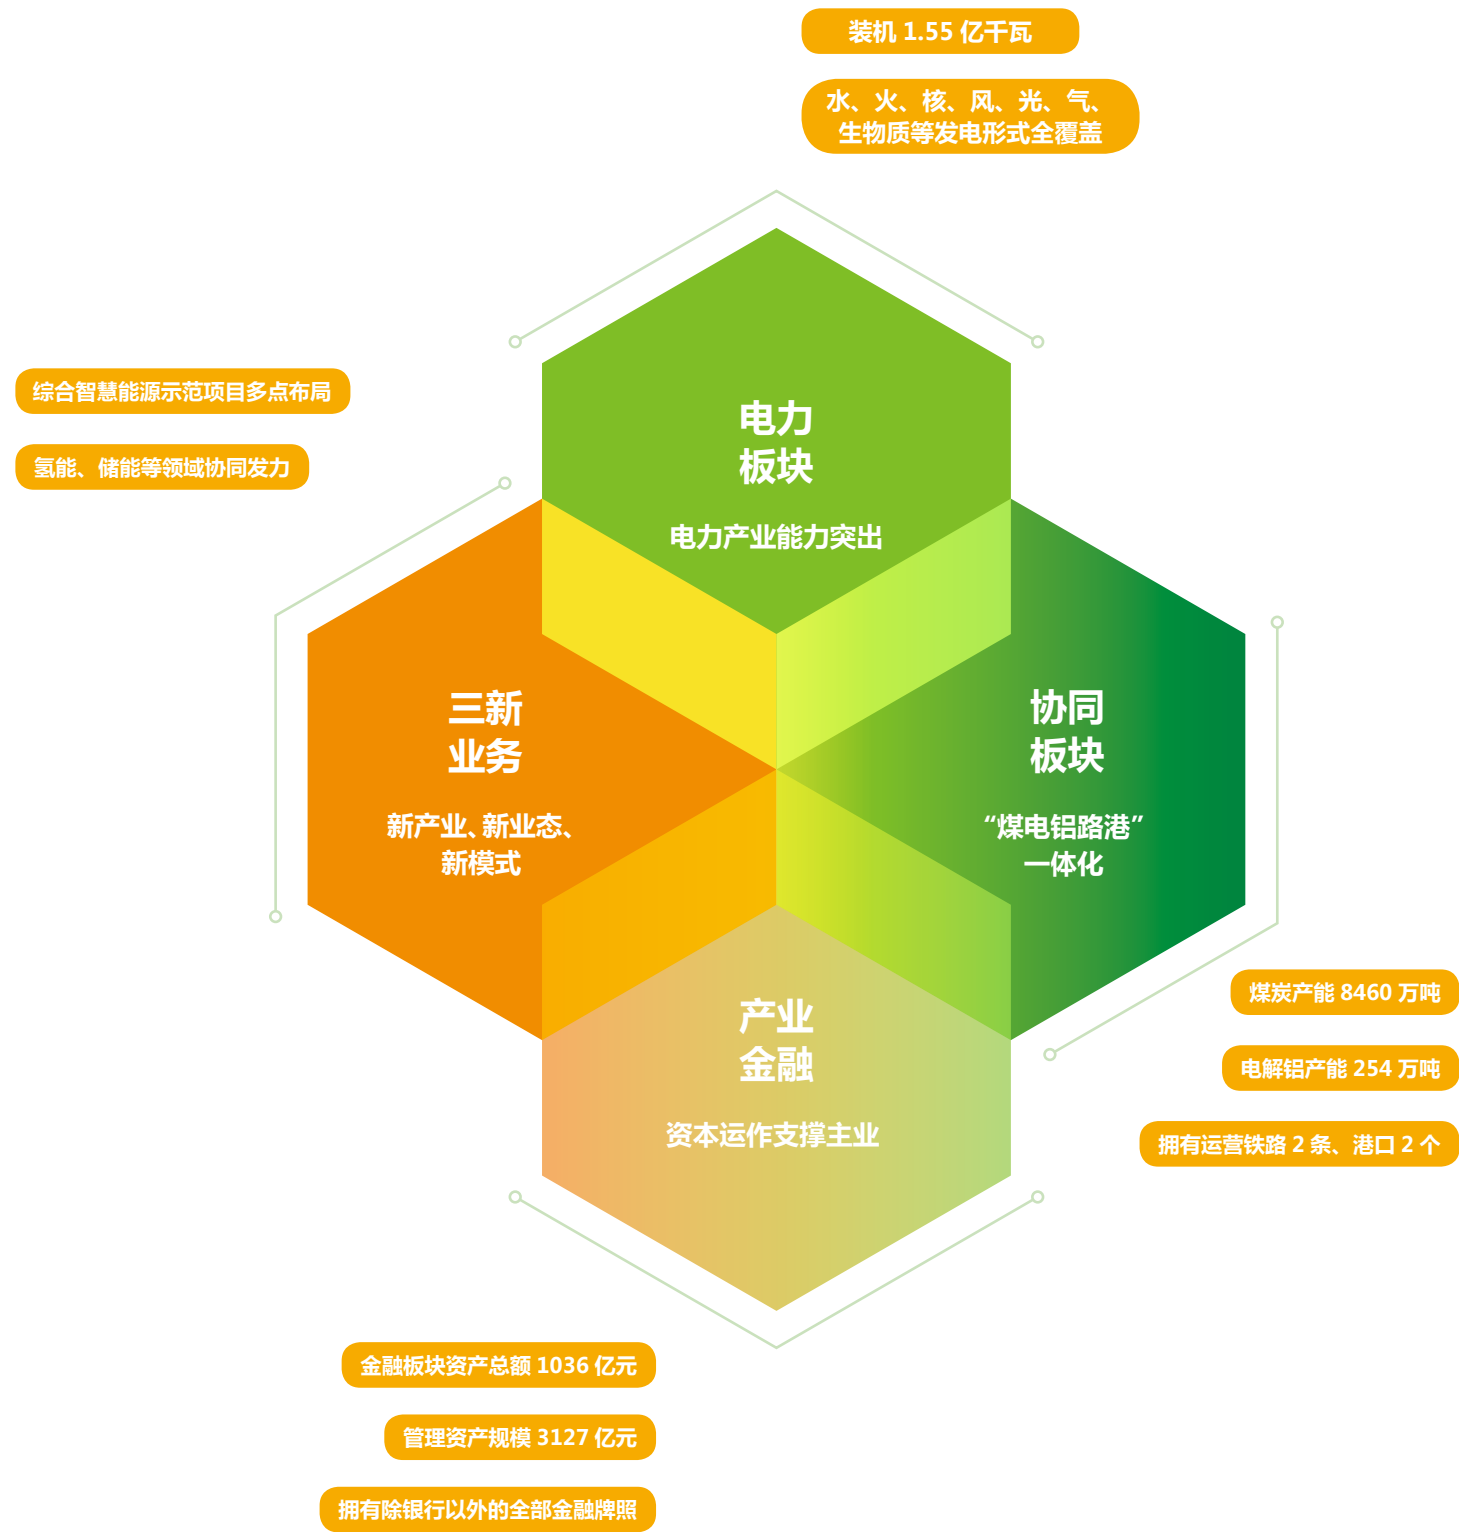 装机 1.55 亿千瓦
水、火、核、风、光、气、
生物质等发电形式全覆盖
电力
板块
电力产业能力突出
综合智慧能源示范项目多点布局
氢能、储能等领域协同发力
三新
业务
新产业、新业态、
新模式
协同
板块
“煤电铝路港”
一体化
煤炭产能 8460 万吨
电解铝产能 254 万吨
拥有运营铁路 2 条、港口 2 个
产业
金融
资本运作支撑主业
金融板块资产总额 1036 亿元
管理资产规模 3127 亿元
拥有除银行以外的全部金融牌照